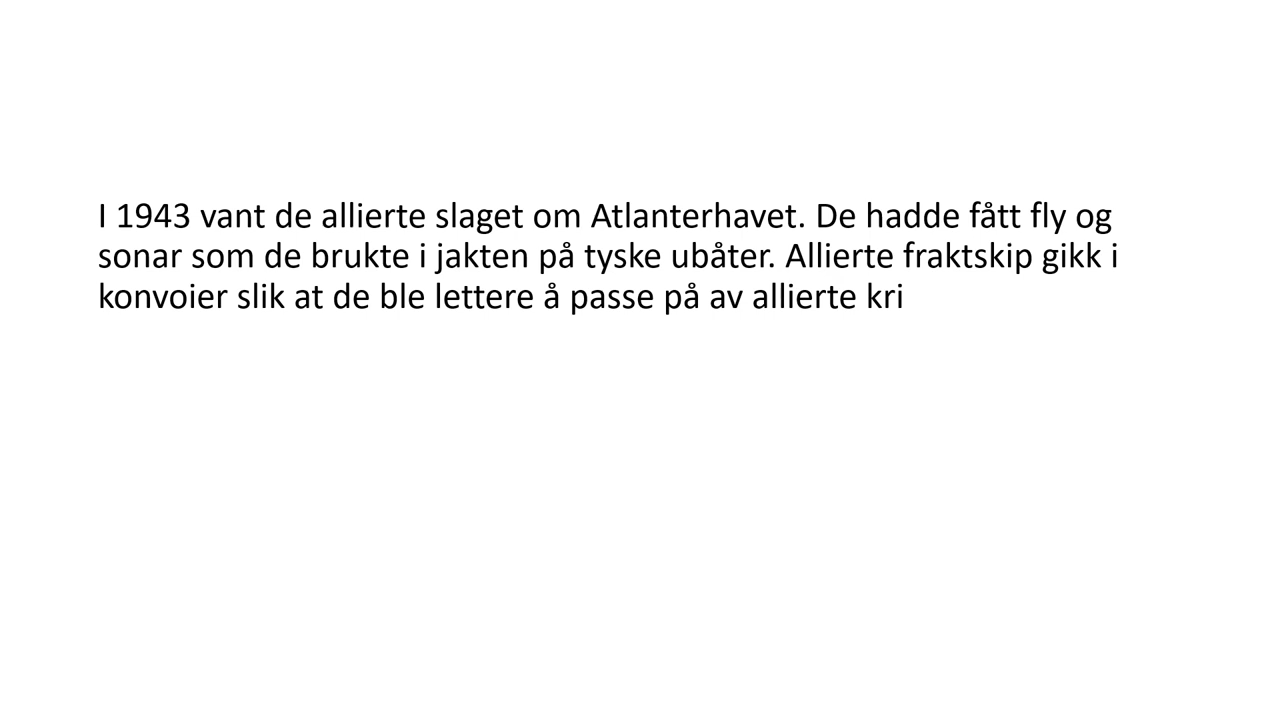 I 1943 vant de allierte slaget om Atlanterhavet. De hadde fått fly og
sonar som de brukte i jakten på tyske ubåter. Allierte fraktskip gikk i
konvoier slik at de ble lettere å passe på av allierte kri